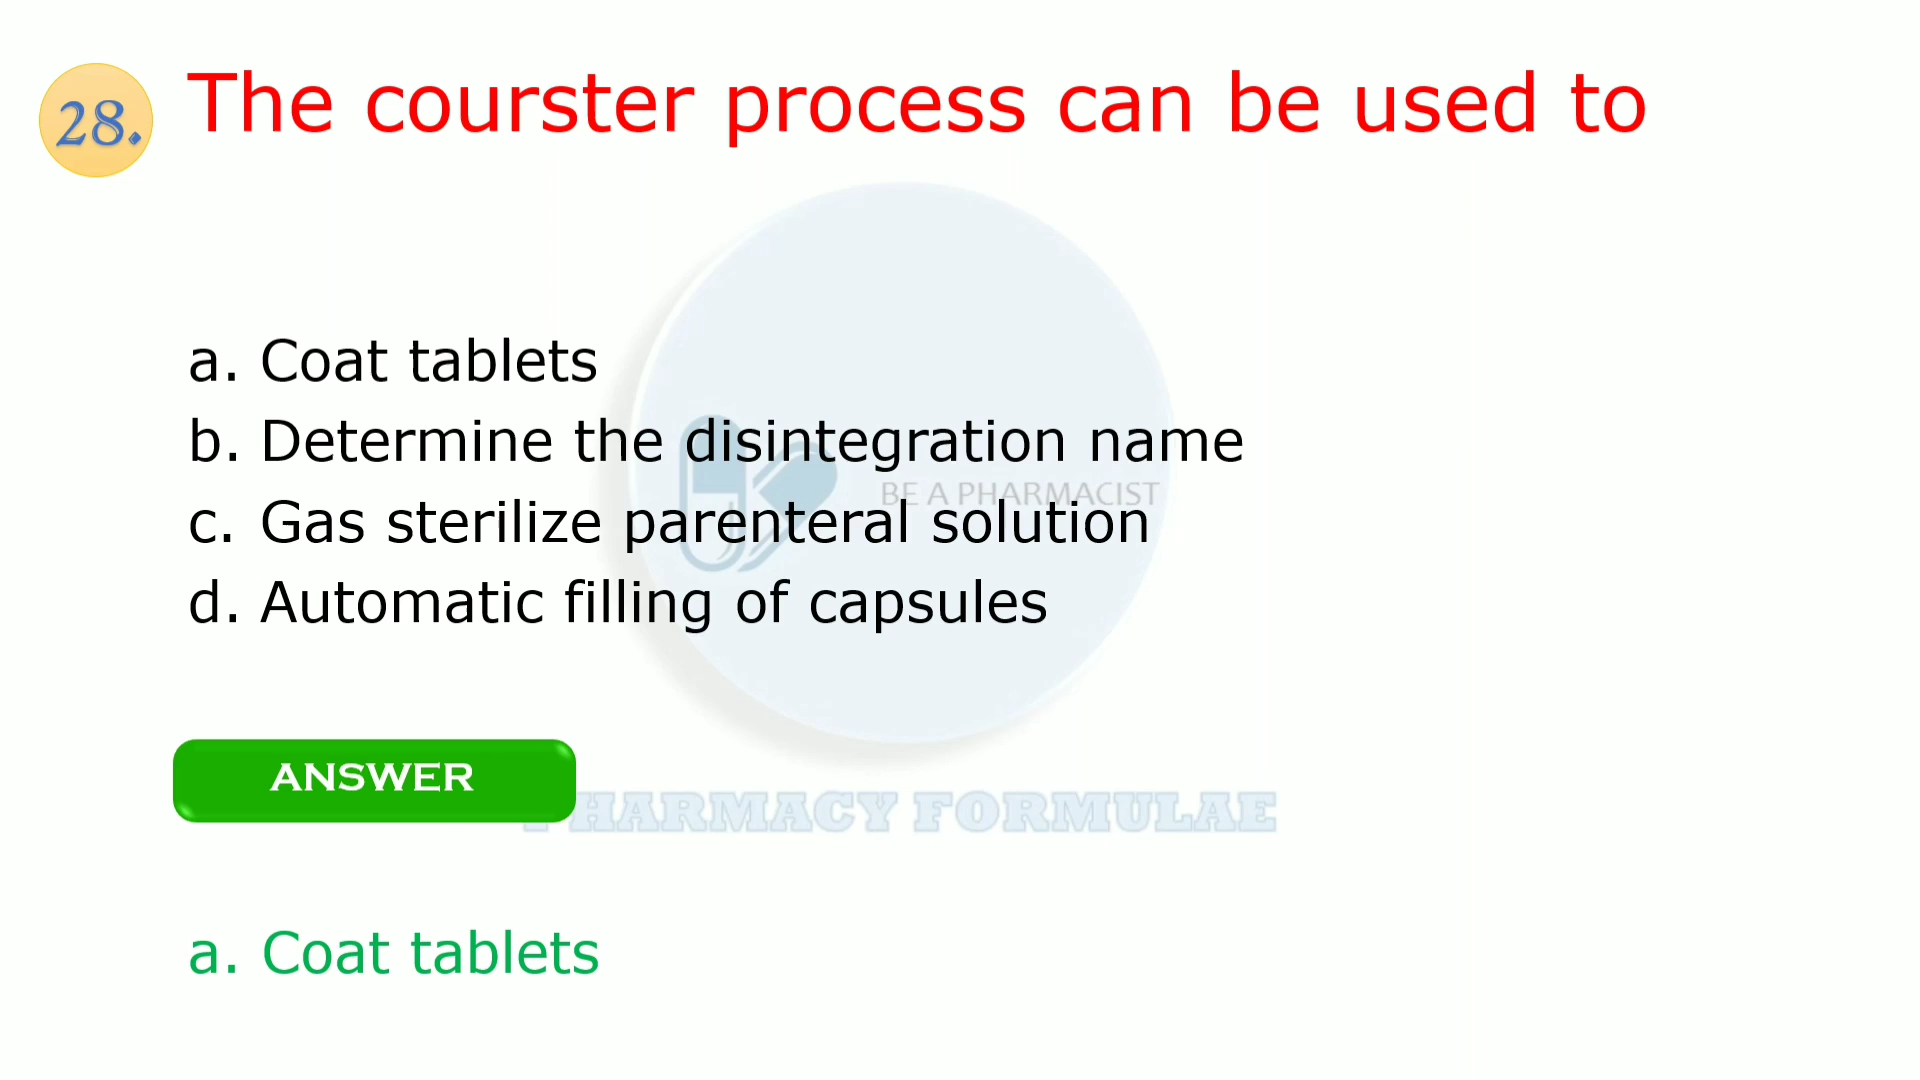 28. The courster process can be used to
a. Coat tablets
b. Determine the disintegration name
BE A PHARMACIST
c. Gas sterilize parenteral solution
d. Automatic filling of capsules
ANSWER
PHARMACY FORMULAE
a. Coat tablets